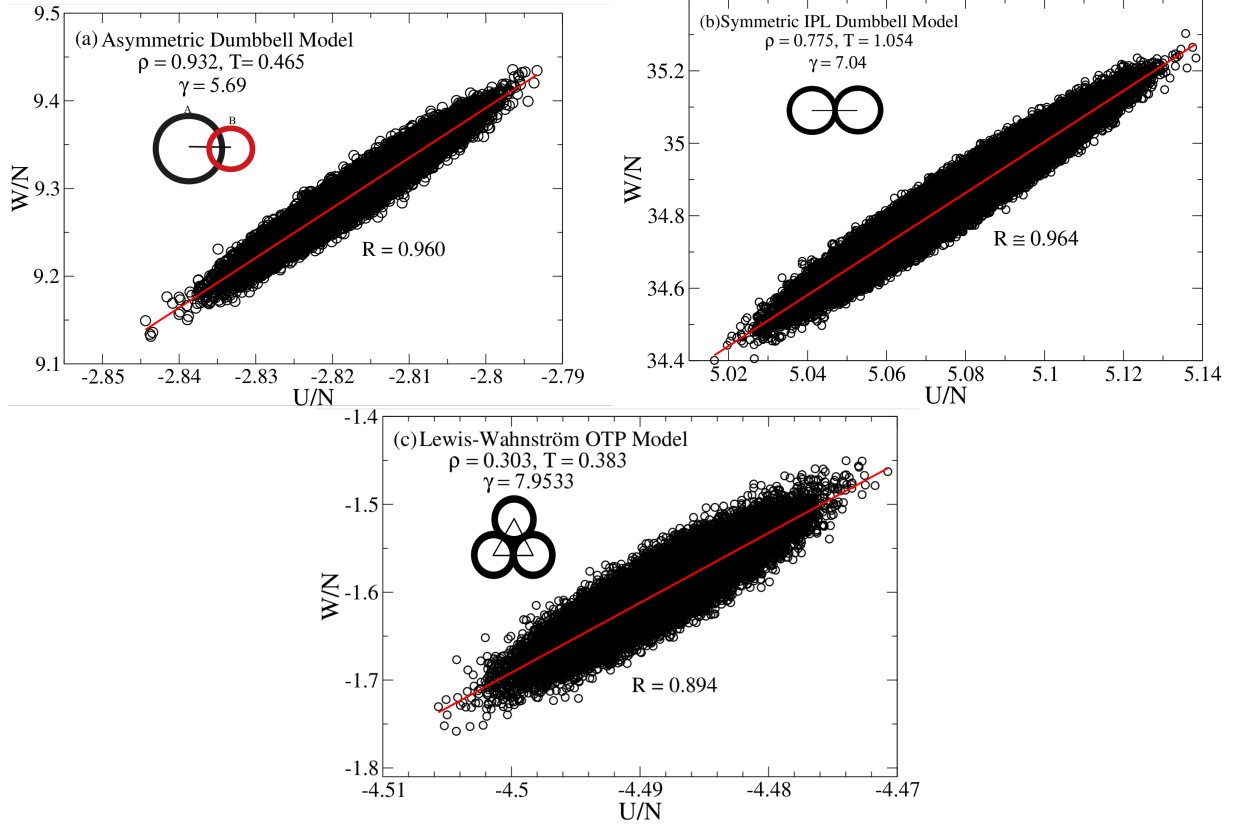 (a) Asymmetric Dumbbell Model
ρ = 0.932, T= 0.465
γ = 5.69
A
B
R = 0.960
W/N
9.5
9.4
9.3
9.2
9.1
-2.85
-2.84
-2.83
-2.82
-2.81
-2.8
-2.79
U/N
(b) Symmetric IPL Dumbbell Model
ρ = 0.775, T = 1.054
γ = 7.04
R ≅ 0.964
W/N
35.2
35
34.8
34.6
34.4
5.02
5.04
5.06
5.08
5.1
5.12
5.14
U/N
(c) Lewis-Wahnström OTP Model
ρ = 0.303, T = 0.383
γ = 7.9533
R = 0.894
W/N
-1.4
-1.5
-1.6
-1.7
-1.8
-4.51
-4.5
-4.49
-4.48
-4.47
U/N